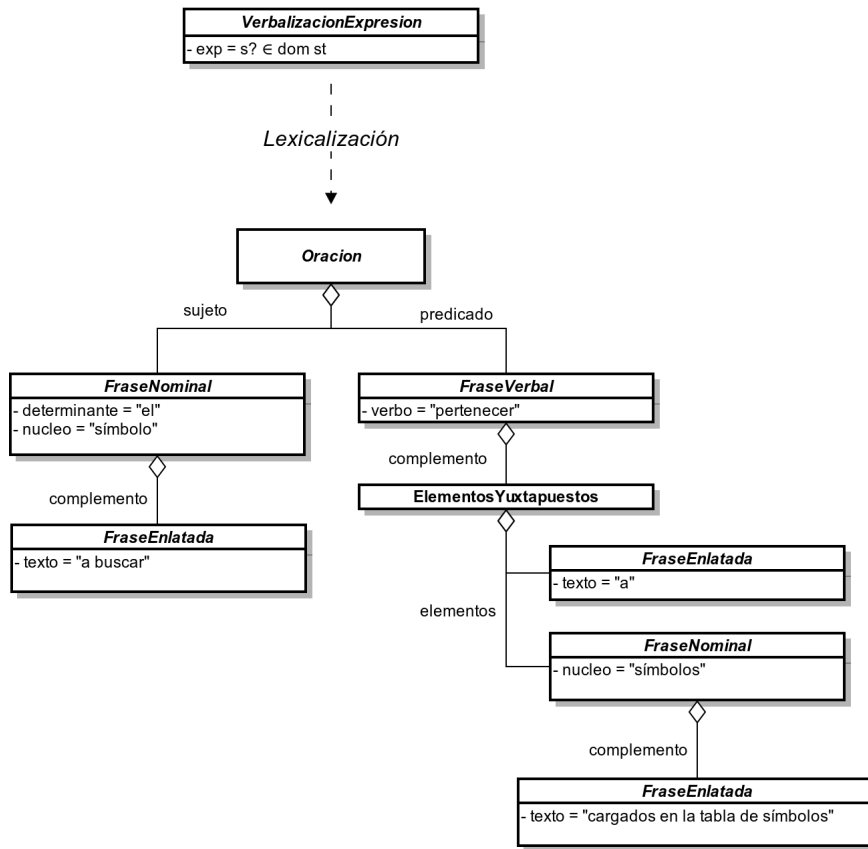 VerbalizacionExpresion
- exp = s? ∈ dom st
Lexicalización
Oracion
sujeto
predicado
FraseNominal
- determinante = "el"
- nucleo = "símbolo"
FraseVerbal
- verbo = "pertenecer"
complemento
complemento
ElementosYuxtapuestos
FraseEnlatada
- texto = "a buscar"
FraseEnlatada
- texto = "a"
elementos
FraseNominal
- nucleo = "símbolos"
complemento
FraseEnlatada
- texto = "cargados en la tabla de símbolos"